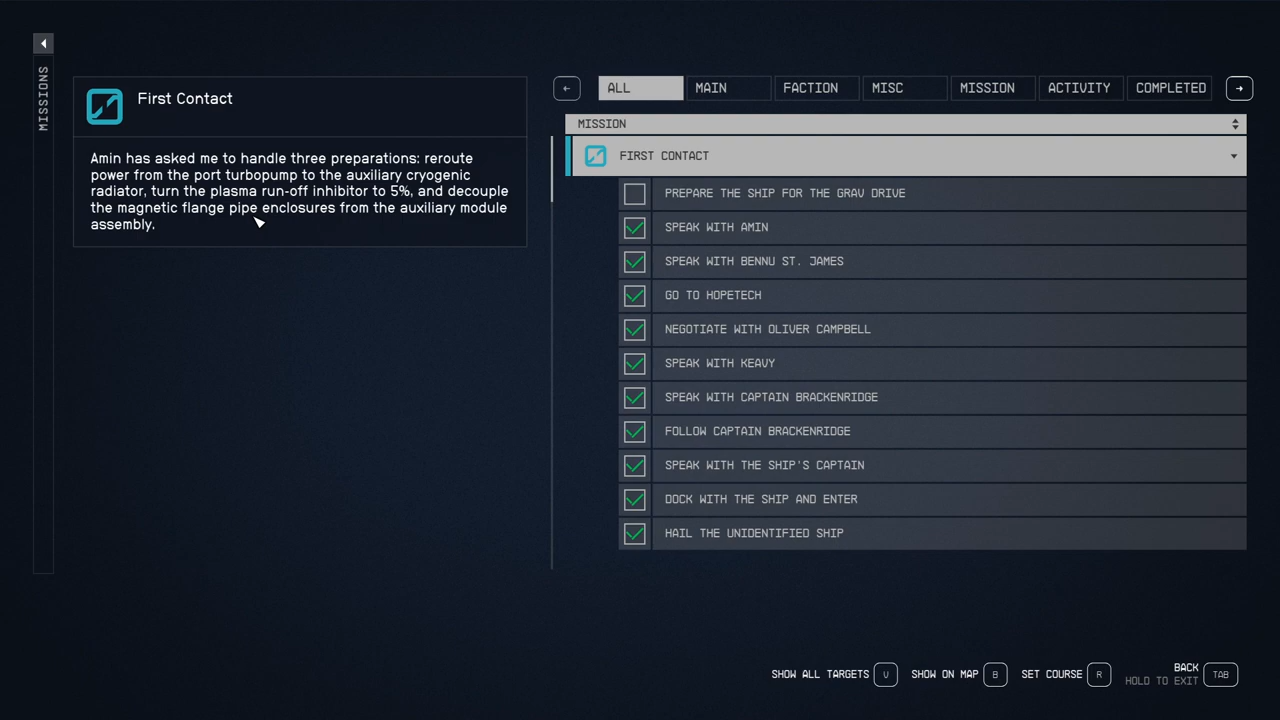 MISSIONS
First Contact
Amin has asked me to handle three preparations: reroute
power from the port turbopump to the auxiliary cryogenic
radiator, turn the plasma run-off inhibitor to 5%, and decouple
the magnetic flange pipe enclosures from the auxiliary module
assembly.
ALL
MAIN
FACTION
MISC
MISSION
ACTIVITY
COMPLETED
MISSION
FIRST CONTACT
PREPARE THE SHIP FOR THE GRAV DRIVE
SPEAK WITH AMIN
SPEAK WITH BENNU ST. JAMES
GO TO HOPETECH
NEGOTIATE WITH OLIVER CAMPBELL
SPEAK WITH KEAVY
SPEAK WITH CAPTAIN BRACKENRIDGE
FOLLOW CAPTAIN BRACKENRIDGE
SPEAK WITH THE SHIP'S CAPTAIN
DOCK WITH THE SHIP AND ENTER
HAIL THE UNIDENTIFIED SHIP
SHOW ALL TARGETS V
SHOW ON MAP B
SET COURSE R
BACK
HOLD TO EXIT
TAB